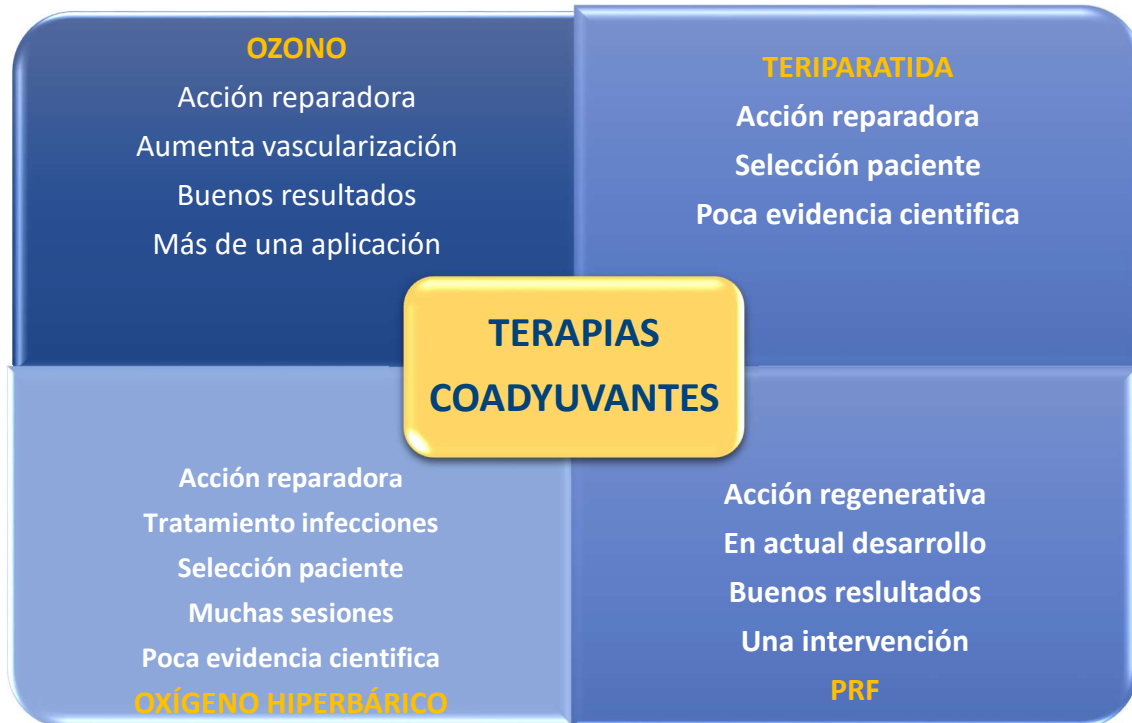 OZONO
Acción reparadora
Aumenta vascularización
Buenos resultados
Más de una aplicación
TERIPARATIDA
Acción reparadora
Selección paciente
Poca evidencia cientifica
TERAPIAS
COADYUVANTES
Acción reparadora
Tratamiento infecciones
Selección paciente
Muchas sesiones
Poca evidencia cientifica
OXÍGENO HIPERBÁRICO
Acción regenerativa
En actual desarrollo
Buenos reslultados
Una intervención
PRF